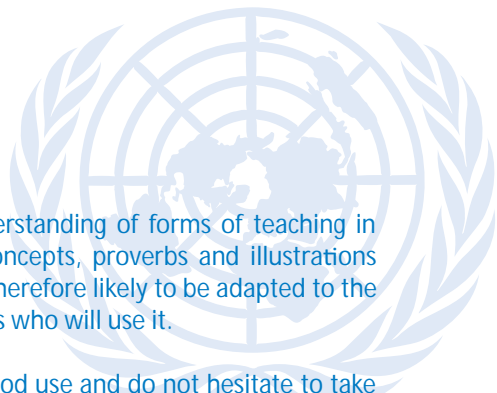 erstanding of forms of teaching in
oncepts, proverbs and illustrations
herefore likely to be adapted to the
s who will use it.
od use and do not hesitate to take